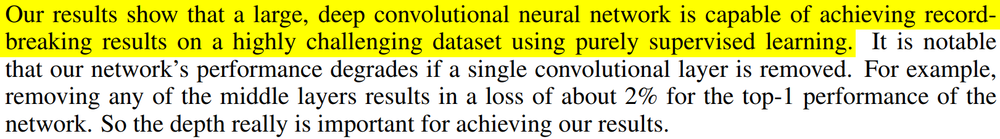 Our results show that a large, deep convolutional neural network is capable of achieving record-
breaking results on a highly challenging dataset using purely supervised learning. It is notable
that our network’s performance degrades if a single convolutional layer is removed. For example,
removing any of the middle layers results in a loss of about 2% for the top-1 performance of the
network. So the depth really is important for achieving our results.